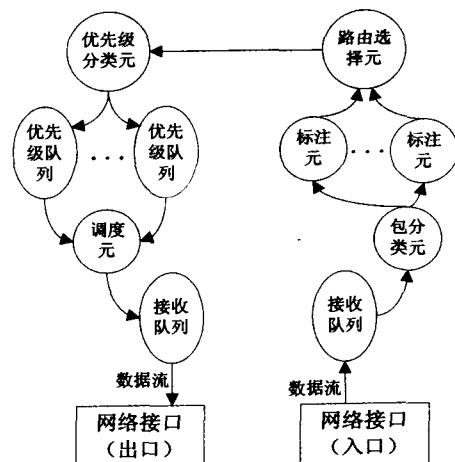 优先级
分类元
路由选
择元
优先
级队
列
...
优先
级队
列
标注
元
...
标注
元
调度
元
包分
类元
接收
队列
接收
队列
数据流
数据流
网络接口
（出口）
网络接口
（入口）